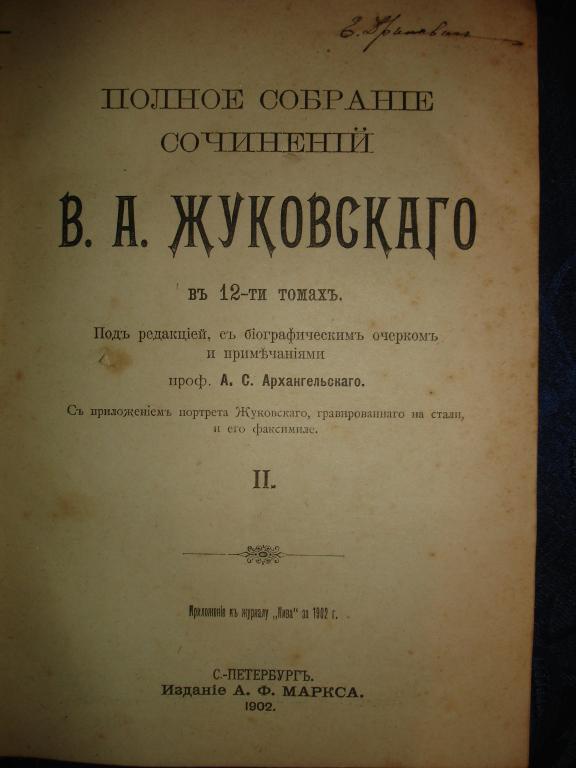 ПОЛНОЕ СОБРАНІЕ
СОЧИНЕНІЙ
В. А. ЖУКОВСКАГО
въ 12-ти томахъ.
Подъ редакціей, съ біографическимъ очеркомъ
и примѣчаніями
проф. А. С. Архангельскаго.
Съ приложеніемъ портрета Жуковскаго, гравированнаго на стали,
и его факсимиле.
II.
Приложеніе къ журналу „Нива" за 1902 г.
С.-ПЕТЕРБУРГЪ.
Изданіе А. Ф. МАРКСА.
1902.